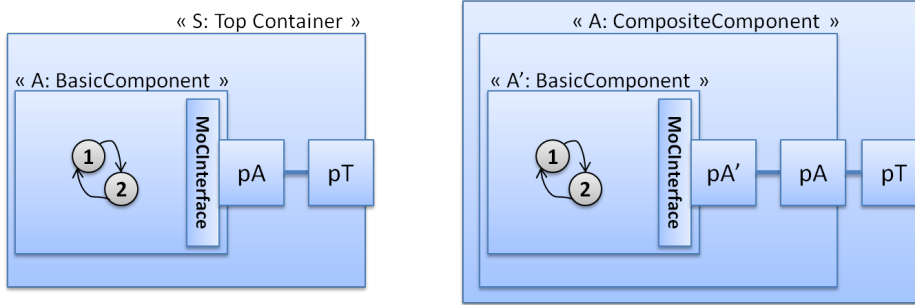 « S: Top Container »
« A: BasicComponent »
1
2
MoCInterface
pA
pT
« A: CompositeComponent »
« A’: BasicComponent »
1
2
MoCInterface
pA’
pA
pT